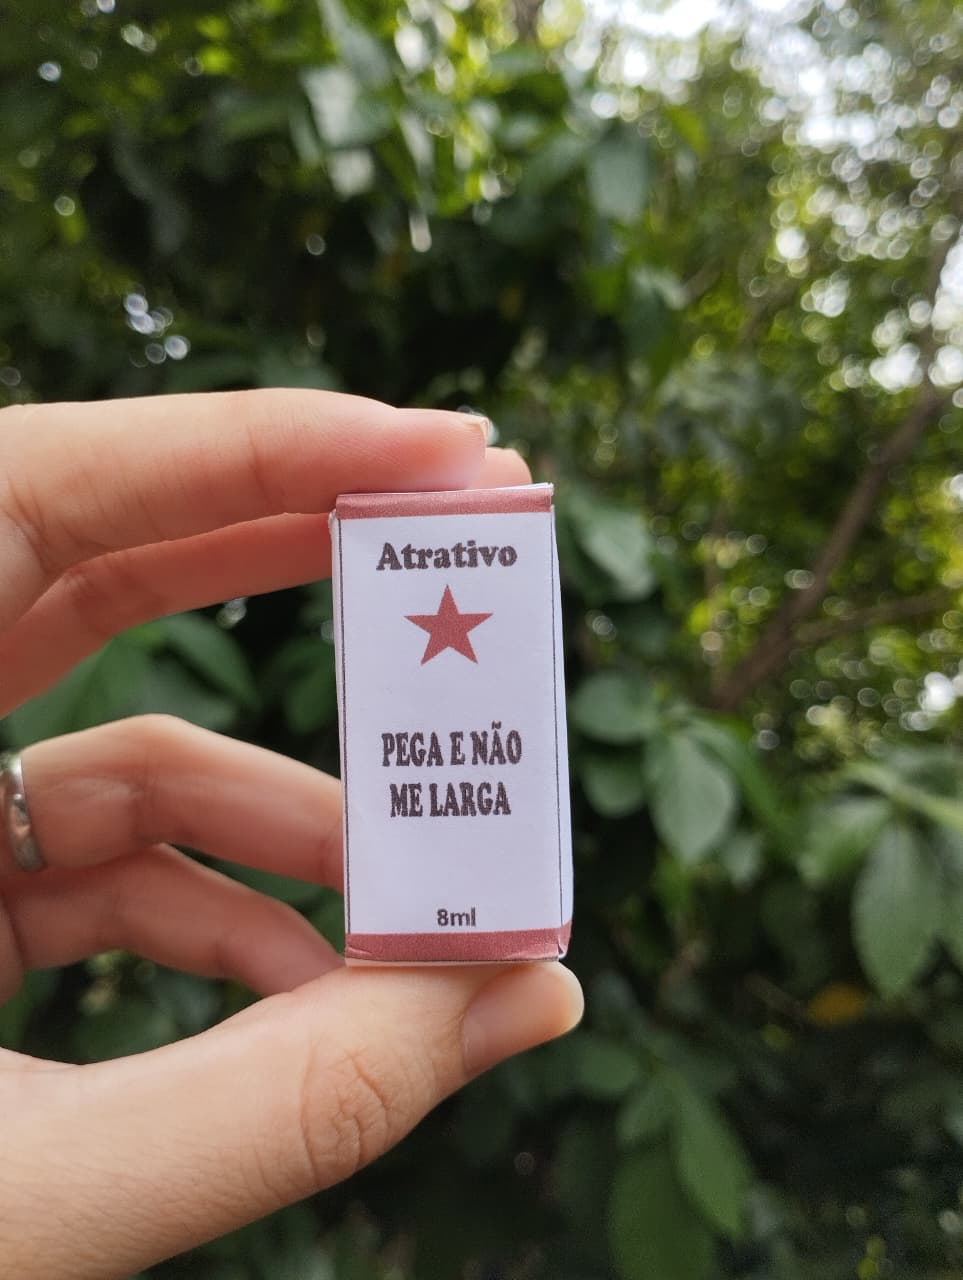 Atrativo
PEGA E NÃO
ME LARGA
8ml